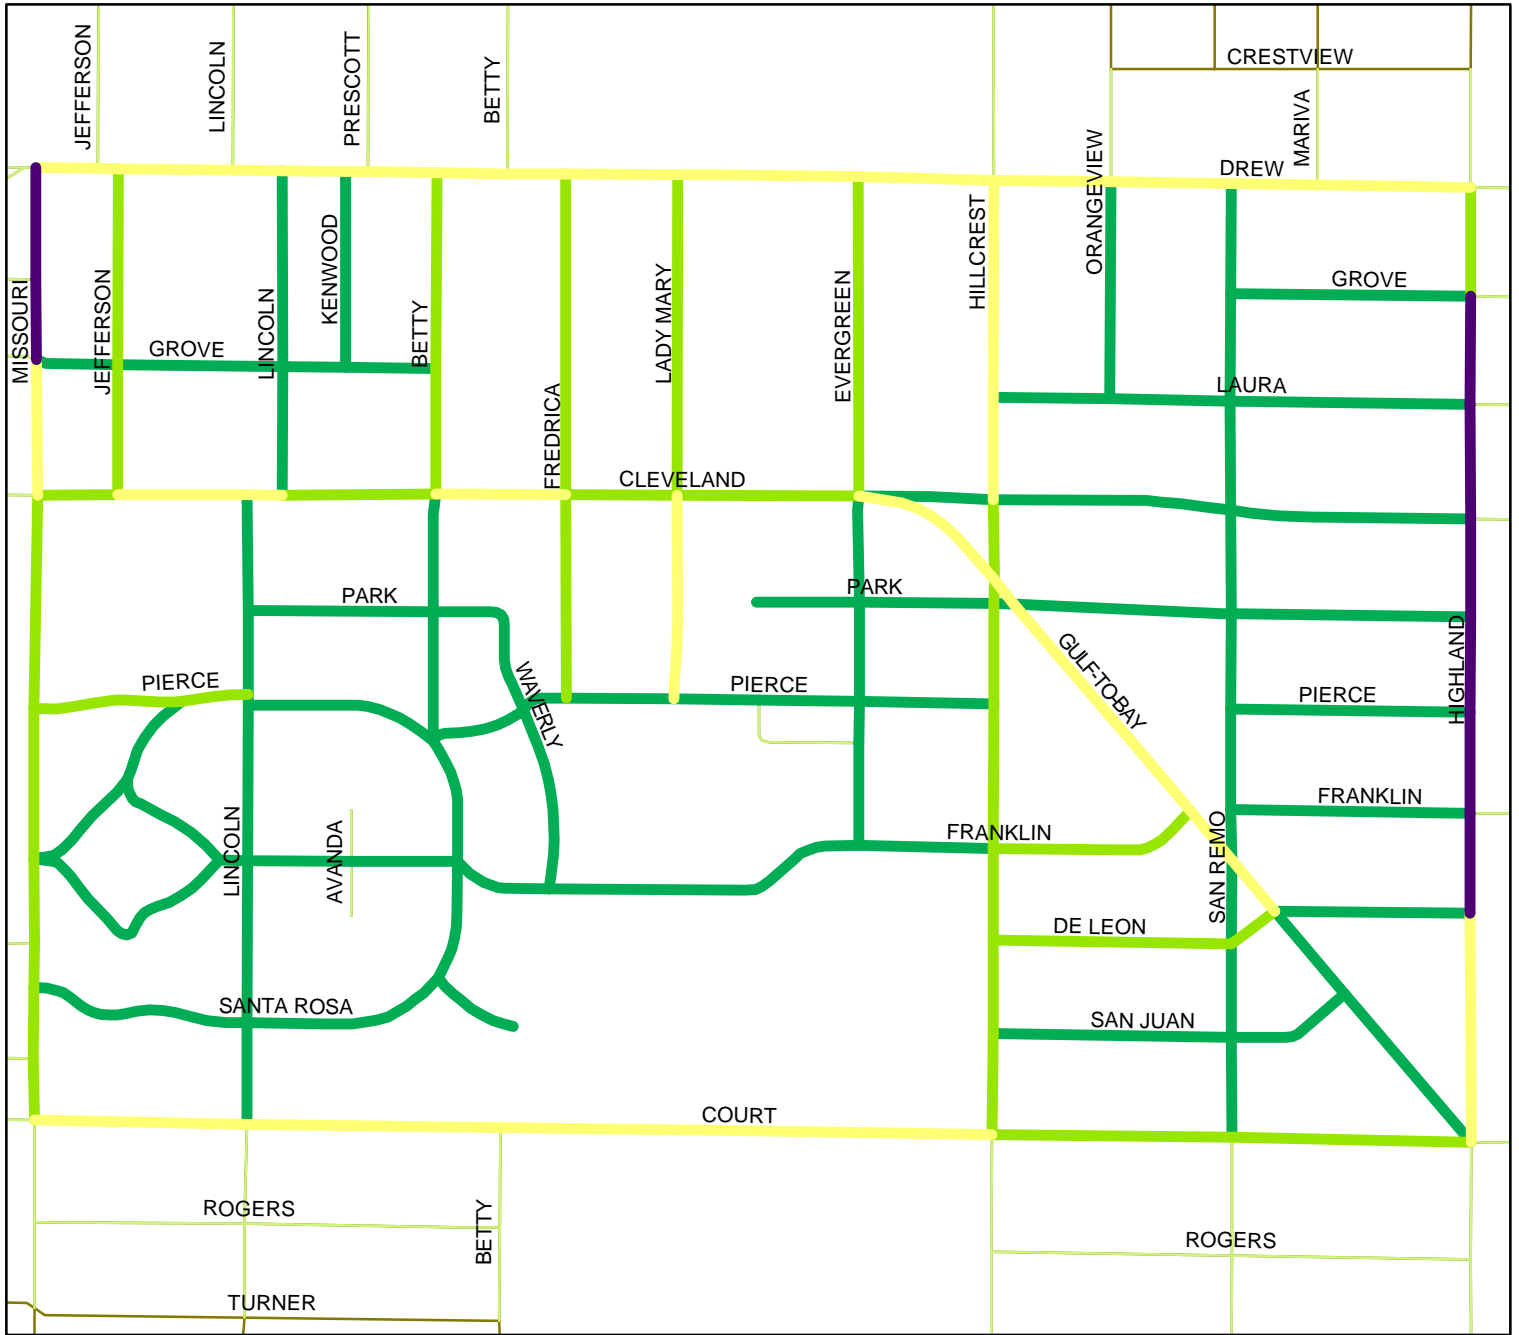 JEFFERSON
LINCOLN
PRESCOTT
BETTY
CRESTVIEW
MARIVA
ORANGEVIEW
DREW
HILLCREST
KENWOOD
MISSOURI
JEFFERSON
LINCOLN
BETTY
LADY MARY
EVERGREEN
GROVE
GROVE
FREDRICA
LAURA
CLEVELAND
PARK
PARK
PIERCE
WAVERLY
PIERCE
GULF-TO-BAY
PIERCE
HIGHLAND
LINCOLN
AVANDA
FRANKLIN
FRANKLIN
SAN REMO
DE LEON
SANTA ROSA
SAN JUAN
COURT
ROGERS
BETTY
ROGERS
TURNER